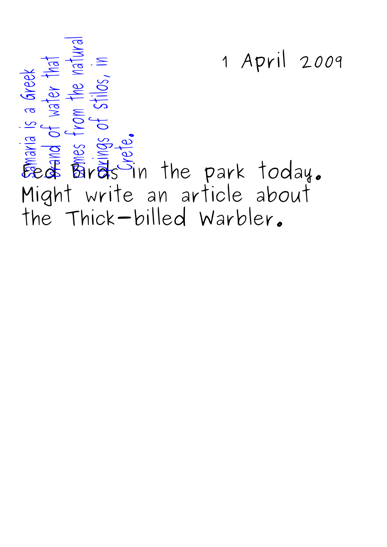 1 April 2009
Samaria is a Greek
brand of water that
comes from the natural
springs of Stilos, in
Crete.
Fed Birds in the park today.
Might write an article about
the Thick-billed Warbler.